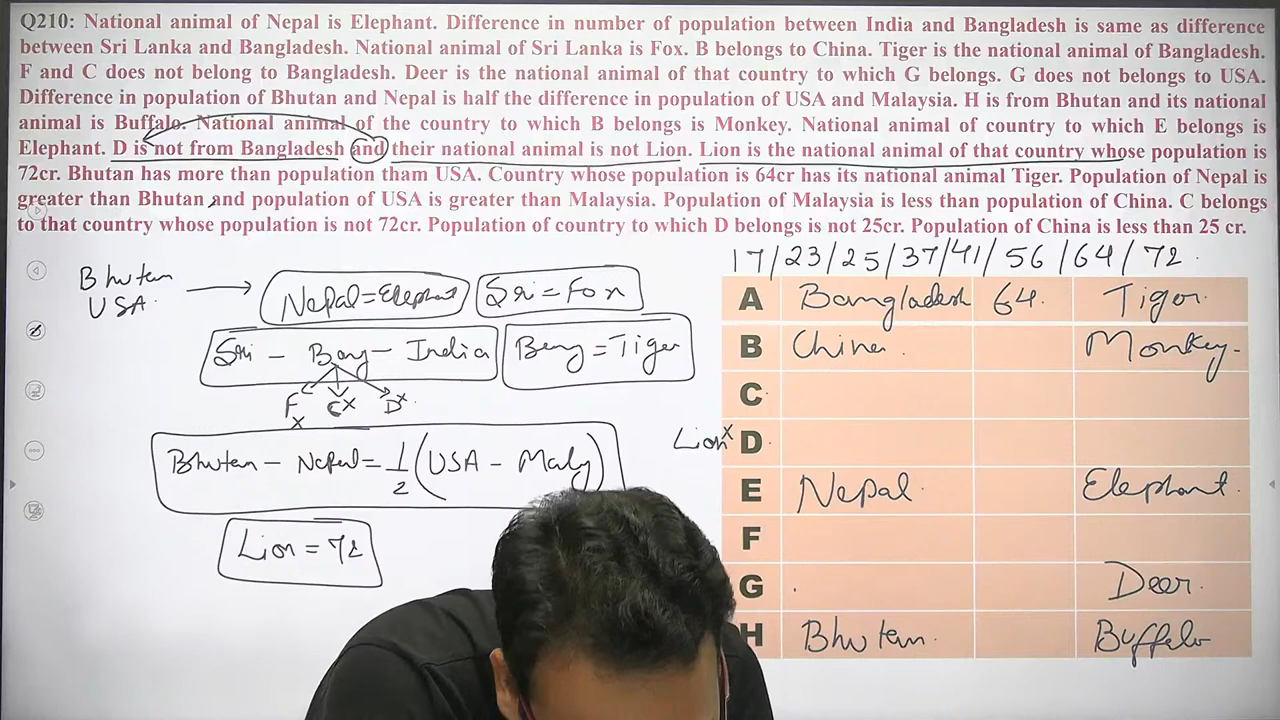 Q210: National animal of Nepal is Elephant. Difference in number of population between India and Bangladesh is same as difference
between Sri Lanka and Bangladesh. National animal of Sri Lanka is Fox. B belongs to China. Tiger is the national animal of Bangladesh.
F and C does not belong to Bangladesh. Deer is the national animal of that country to which G belongs. G does not belongs to USA.
Difference in population of Bhutan and Nepal is half the difference in population of USA and Malaysia. H is from Bhutan and its national
animal is Buffalo. National animal of the country to which B belongs is Monkey. National animal of country to which E belongs is
Elephant. D is not from Bangladesh and their national animal is not Lion. Lion is the national animal of that country whose population is
72cr. Bhutan has more than population tham USA. Country whose population is 64cr has its national animal Tiger. Population of Nepal is
greater than Bhutan and population of USA is greater than Malaysia. Population of Malaysia is less than population of China. C belongs
to that country whose population is not 72cr. Population of country to which D belongs is not 25cr. Population of China is less than 25 cr.
Bhutan
USA
Nepal=Elephant
Sri = Fox
Sri - Bang - India
Beng = Tiger
F x
C x
D x
Bhutan - Nepal = 1/2 (USA - Maly)
Lion = 72
17/23/25/37/41/56/64/72
A Bangladesh 64 Tiger
B China Monkey
C
Lion x D
E Nepal Elephant
F
G Deer
H Bhutan Buffalo